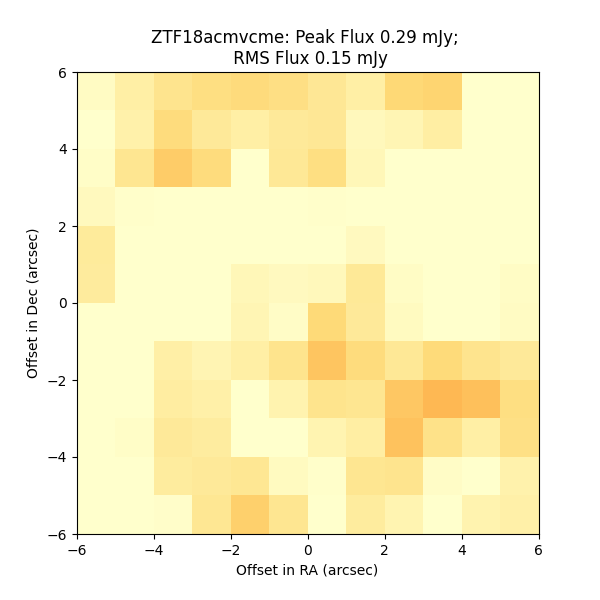 ZTF18acmvcme: Peak Flux 0.29 mJy;
RMS Flux 0.15 mJy
6
4
2
0
−2
−4
−6
Offset in Dec (arcsec)
−6 −4 −2 0 2 4 6
Offset in RA (arcsec)